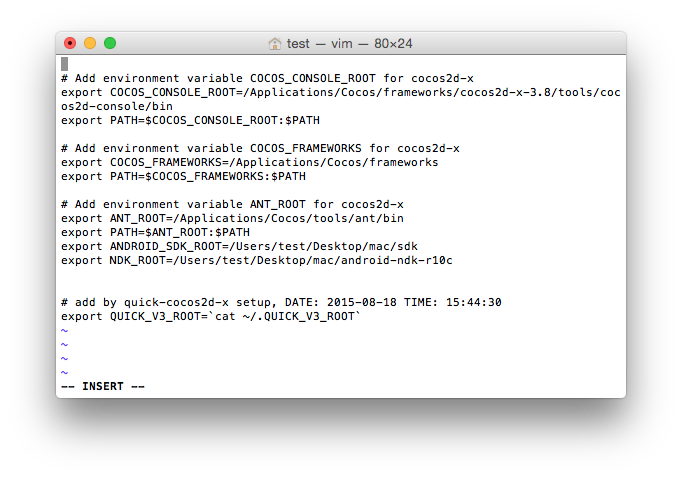 test — vim — 80×24
# Add environment variable COCOS_CONSOLE_ROOT for cocos2d-x
export COCOS_CONSOLE_ROOT=/Applications/Cocos/frameworks/cocos2d-x-3.8/tools/coc
os2d-console/bin
export PATH=$COCOS_CONSOLE_ROOT:$PATH
# Add environment variable COCOS_FRAMEWORKS for cocos2d-x
export COCOS_FRAMEWORKS=/Applications/Cocos/frameworks
export PATH=$COCOS_FRAMEWORKS:$PATH
# Add environment variable ANT_ROOT for cocos2d-x
export ANT_ROOT=/Applications/Cocos/tools/ant/bin
export PATH=$ANT_ROOT:$PATH
export ANDROID_SDK_ROOT=/Users/test/Desktop/mac/sdk
export NDK_ROOT=/Users/test/Desktop/mac/android-ndk-r10c
# add by quick-cocos2d-x setup, DATE: 2015-08-18 TIME: 15:44:30
export QUICK_V3_ROOT=`cat ~/.QUICK_V3_ROOT`
~
~
~
~
-- INSERT --